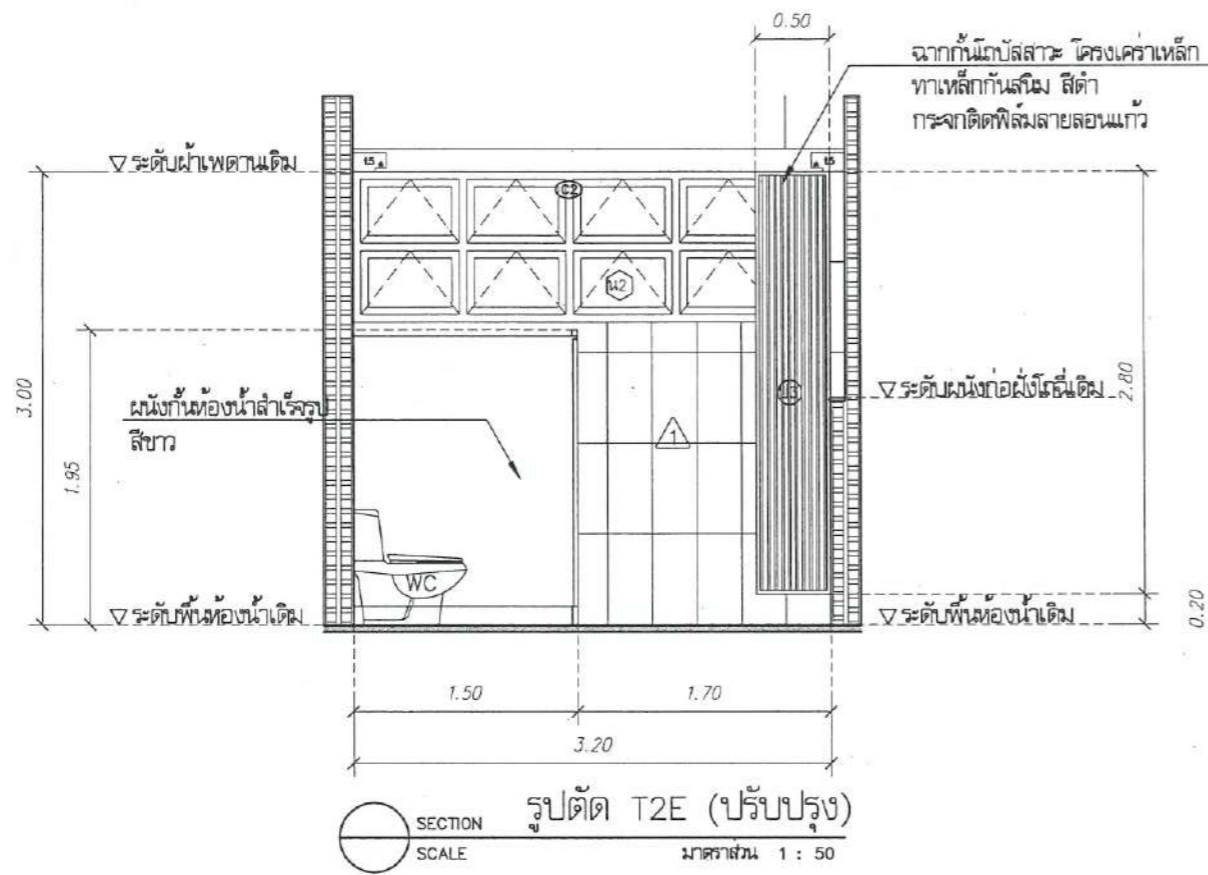 0.50
ฉากกั้นโถปัสสาวะ โครงเคร่าเหล็ก
ทาเหล็กกันสนิม สีดำ
กระจกติดฟิล์มลายลอนแก้ว
▽ ระดับฝ้าเพดานเดิม
t5
t5
C2
น2
3.00
1.95
ผนังกั้นห้องน้ำสำเร็จรูป
สีขาว
1
▽ ระดับผนังก่อฝั่งโถฉี่เดิม
2.80
WC
▽ ระดับพื้นห้องน้ำเดิม
▽ ระดับพื้นห้องน้ำเดิม
0.20
1.50
1.70
3.20
SECTION
รูปตัด T2E (ปรับปรุง)
SCALE
มาตราส่วน 1 : 50